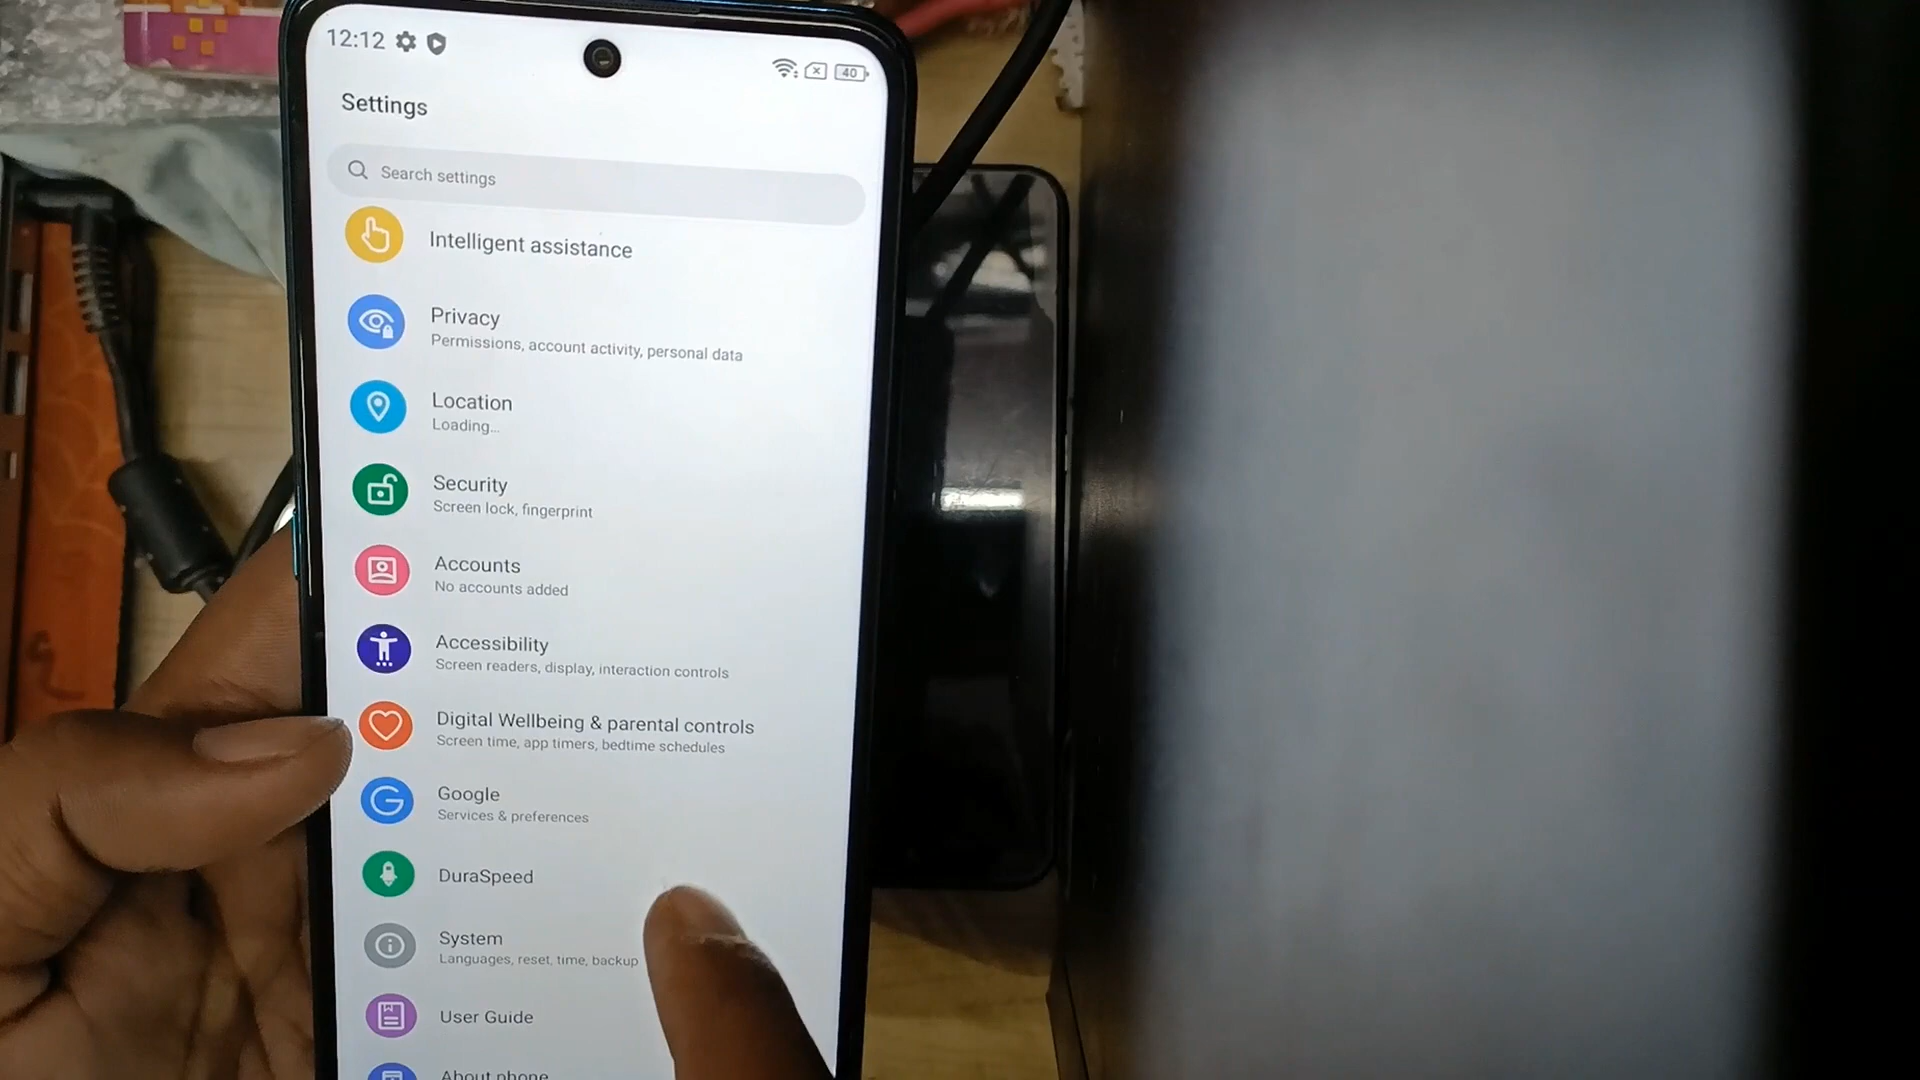 12:12
40
Settings
Search settings
Intelligent assistance
Privacy
Permissions, account activity, personal data
Location
Loading...
Security
Screen lock, fingerprint
Accounts
No accounts added
Accessibility
Screen readers, display, interaction controls
Digital Wellbeing & parental controls
Screen time, app timers, bedtime schedules
Google
Services & preferences
DuraSpeed
System
Languages, reset, time, backup
User Guide
About phone